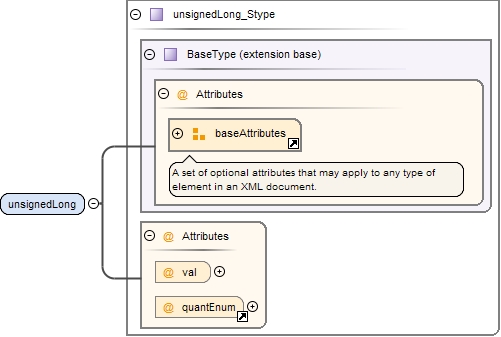 unsignedLong_Stype
BaseType (extension base)
@ Attributes
baseAttributes
A set of optional attributes that may apply to any type of
element in an XML document.
unsignedLong
@ Attributes
@ val
@ quantEnum